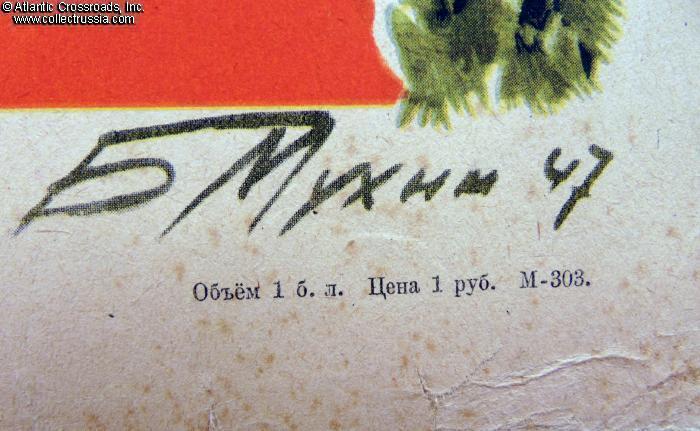 © Atlantic Crossroads, Inc.
www.collectrussia.com
Б Мухин 47
Объём 1 б. л. Цена 1 руб. М-303.